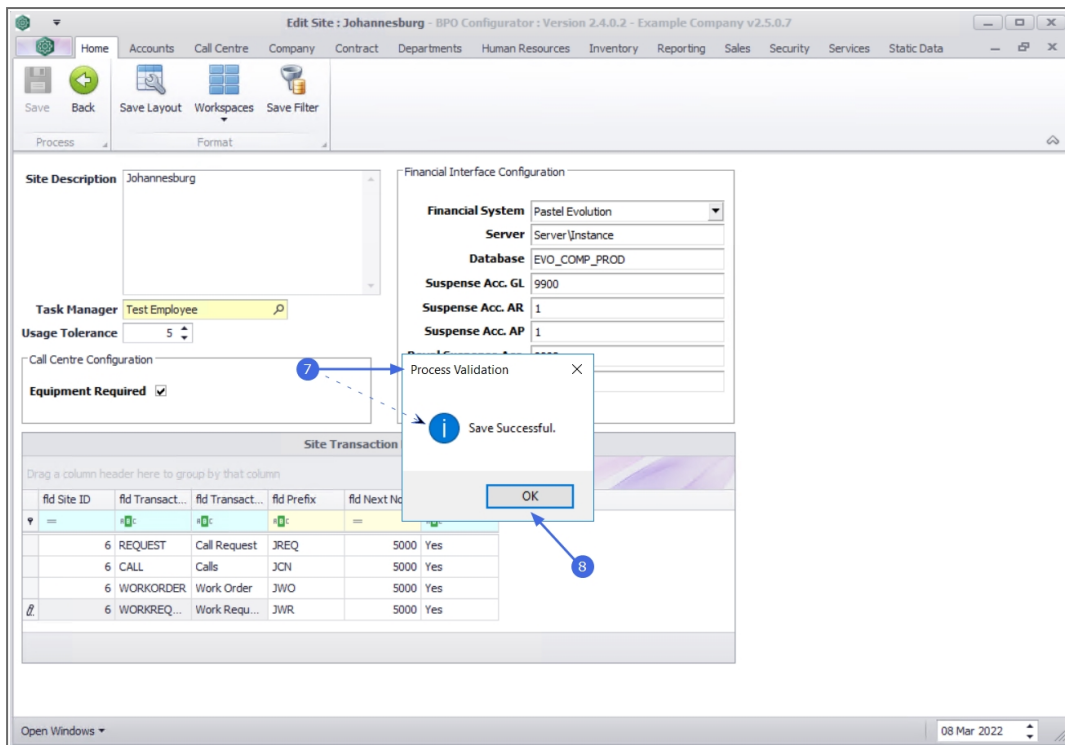 Edit Site : Johannesburg - BPO Configurator : Version 2.4.0.2 - Example Company v2.5.0.7
Home Accounts Call Centre Company Contract Departments Human Resources Inventory Reporting Sales Security Services Static Data
Save Back Save Layout Workspaces Save Filter
Process Format
Site Description Johannesburg
Financial Interface Configuration
Financial System Pastel Evolution
Server Server\Instance
Database EVO_COMP_PROD
Suspense Acc. GL 9900
Task Manager Test Employee
Suspense Acc. AR 1
Usage Tolerance 5
Suspense Acc. AP 1
Call Centre Configuration
Equipment Required
7
Process Validation
Save Successful.
OK
8
Site Transaction
Drag a column header here to group by that column
fld Site ID fld Transact... fld Transact... fld Prefix fld Next No
= ABC ABC ABC =
6 REQUEST Call Request JREQ 5000 Yes
6 CALL Calls JCN 5000 Yes
6 WORKORDER Work Order JWO 5000 Yes
6 WORKREQ... Work Requ... JWR 5000 Yes
Open Windows
08 Mar 2022